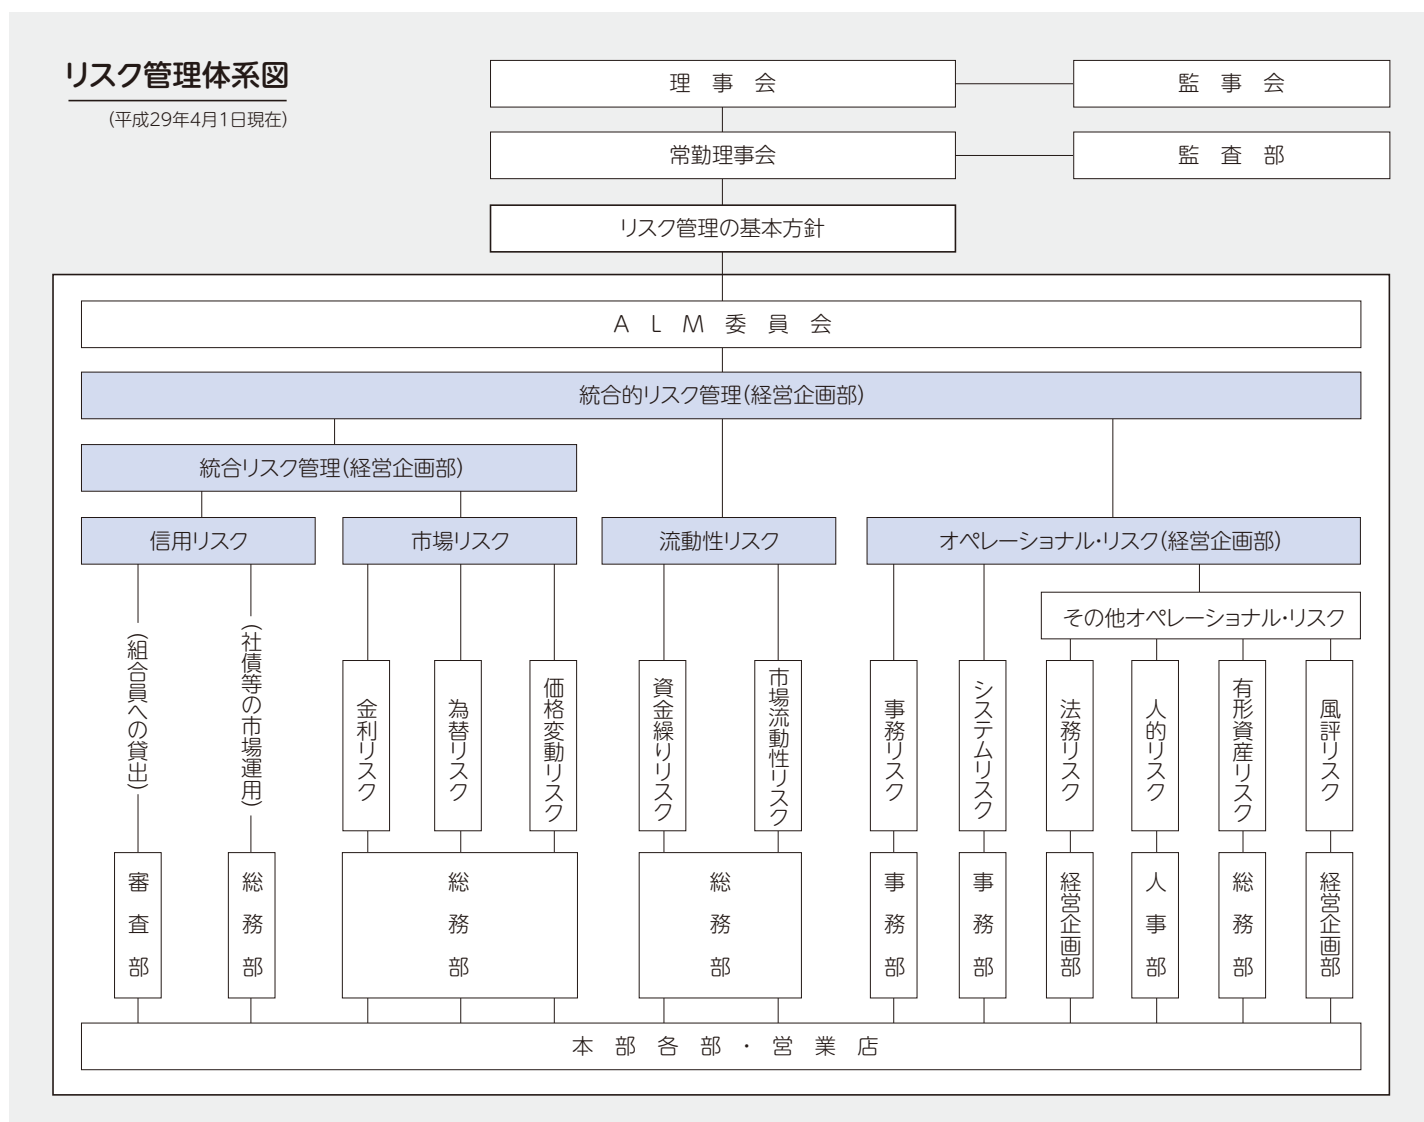 リスク管理体系図
(平成29年4月1日現在)
理事会
監事会
常勤理事会
監査部
リスク管理の基本方針
ALM委員会
統合的リスク管理(経営企画部)
統合リスク管理(経営企画部)
信用リスク
市場リスク
流動性リスク
オペレーショナル・リスク(経営企画部)
その他オペレーショナル・リスク
(組合員への貸出)
(社債等の市場運用)
金利リスク
為替リスク
価格変動リスク
資金繰りリスク
市場流動性リスク
事務リスク
システムリスク
法務リスク
人的リスク
有形資産リスク
風評リスク
審査部
総務部
総務部
総務部
事務部
事務部
経営企画部
人事部
総務部
経営企画部
本部各部・営業店